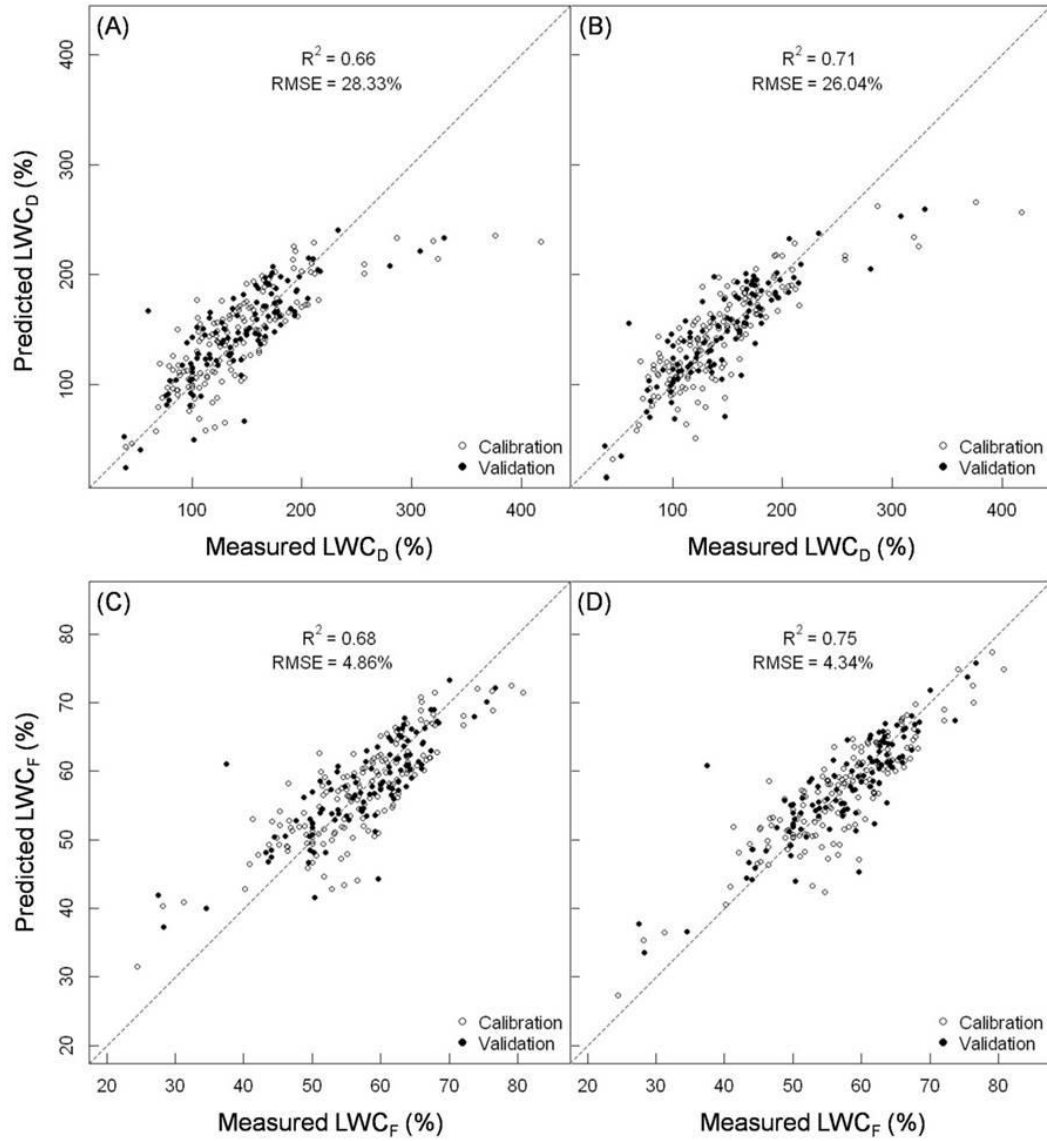 (A)
R² = 0.66
RMSE = 28.33%
Predicted LWC_D (%)
400
300
200
100
Calibration
Validation
100 200 300 400
Measured LWC_D (%)
(B)
R² = 0.71
RMSE = 26.04%
Calibration
Validation
100 200 300 400
Measured LWC_D (%)
(C)
R² = 0.68
RMSE = 4.86%
Predicted LWC_F (%)
80
70
60
50
40
30
20
Calibration
Validation
20 30 40 50 60 70 80
Measured LWC_F (%)
(D)
R² = 0.75
RMSE = 4.34%
Calibration
Validation
20 30 40 50 60 70 80
Measured LWC_F (%)